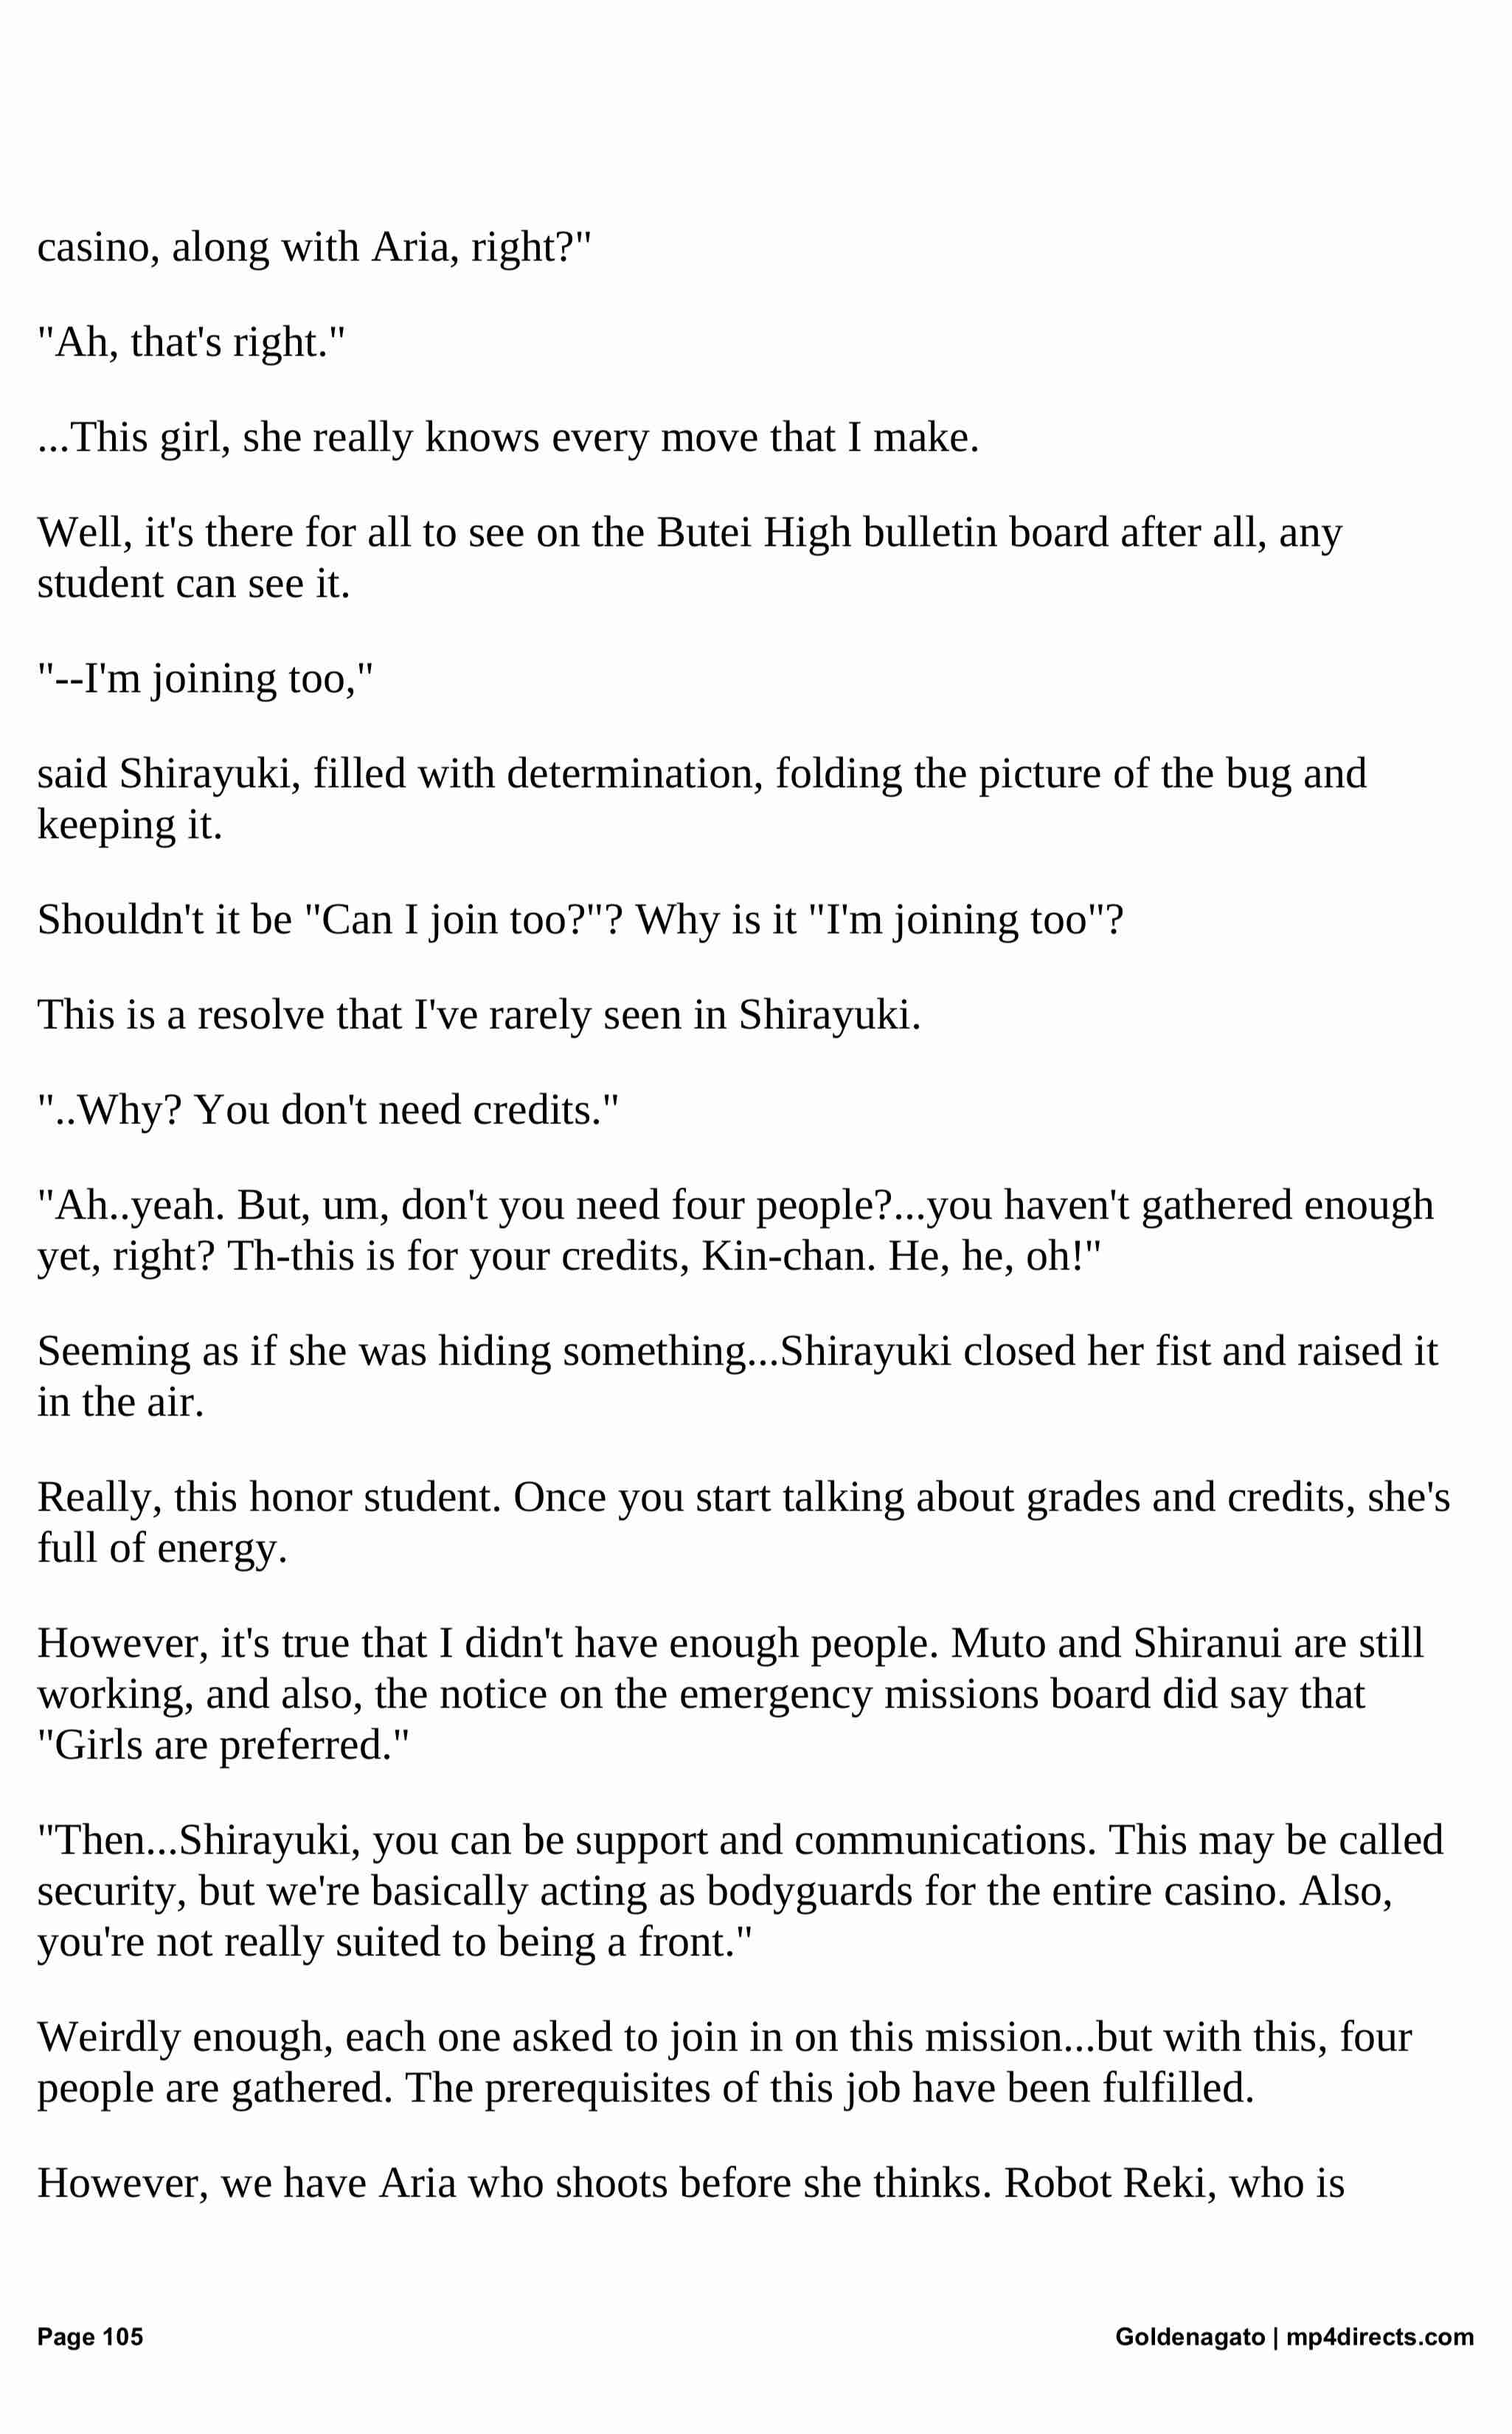 casino, along with Aria, right?"
"Ah, that's right."
...This girl, she really knows every move that I make.
Well, it's there for all to see on the Butei High bulletin board after all, any
student can see it.
"--I'm joining too,"
said Shirayuki, filled with determination, folding the picture of the bug and
keeping it.
Shouldn't it be "Can I join too?"? Why is it "I'm joining too"?
This is a resolve that I've rarely seen in Shirayuki.
"..Why? You don't need credits."
"Ah..yeah. But, um, don't you need four people?...you haven't gathered enough
yet, right? Th-this is for your credits, Kin-chan. He, he, oh!"
Seeming as if she was hiding something...Shirayuki closed her fist and raised it
in the air.
Really, this honor student. Once you start talking about grades and credits, she's
full of energy.
However, it's true that I didn't have enough people. Muto and Shiranui are still
working, and also, the notice on the emergency missions board did say that
"Girls are preferred."
"Then...Shirayuki, you can be support and communications. This may be called
security, but we're basically acting as bodyguards for the entire casino. Also,
you're not really suited to being a front."
Weirdly enough, each one asked to join in on this mission...but with this, four
people are gathered. The prerequisites of this job have been fulfilled.
However, we have Aria who shoots before she thinks. Robot Reki, who is
Page 105
Goldenagato | mp4directs.com